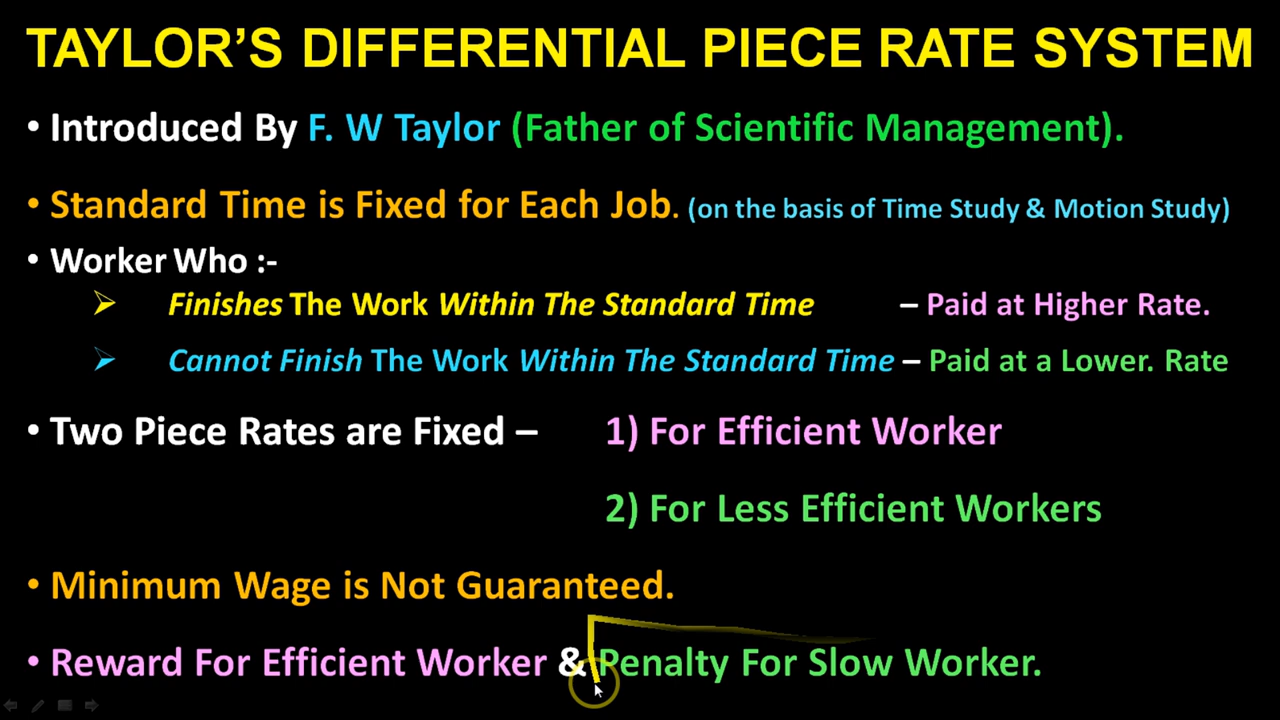 TAYLOR'S DIFFERENTIAL PIECE RATE SYSTEM
• Introduced By F. W Taylor (Father of Scientific Management).
• Standard Time is Fixed for Each Job. (on the basis of Time Study & Motion Study)
• Worker Who :-
➢ Finishes The Work Within The Standard Time – Paid at Higher Rate.
➢ Cannot Finish The Work Within The Standard Time – Paid at a Lower. Rate
• Two Piece Rates are Fixed – 1) For Efficient Worker
2) For Less Efficient Workers
• Minimum Wage is Not Guaranteed.
• Reward For Efficient Worker & Penalty For Slow Worker.